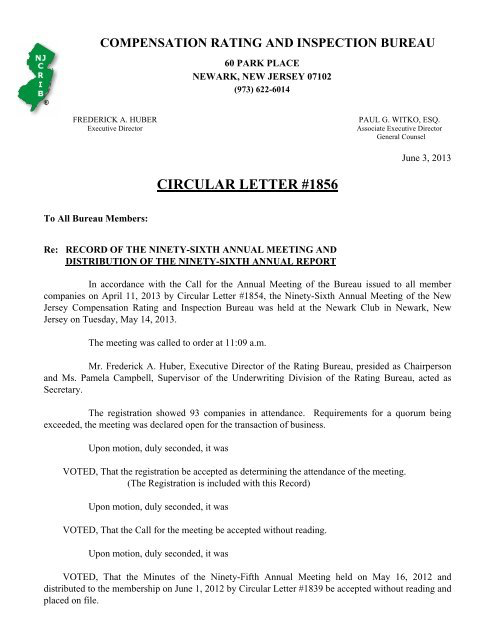 COMPENSATION RATING AND INSPECTION BUREAU
60 PARK PLACE
NEWARK, NEW JERSEY 07102
(973) 622-6014
NJ
C
R
I
B
®
FREDERICK A. HUBER
Executive Director
PAUL G. WITKO, ESQ.
Associate Executive Director
General Counsel
June 3, 2013
CIRCULAR LETTER #1856
To All Bureau Members:
Re: RECORD OF THE NINETY-SIXTH ANNUAL MEETING AND
DISTRIBUTION OF THE NINETY-SIXTH ANNUAL REPORT
In accordance with the Call for the Annual Meeting of the Bureau issued to all member
companies on April 11, 2013 by Circular Letter #1854, the Ninety-Sixth Annual Meeting of the New
Jersey Compensation Rating and Inspection Bureau was held at the Newark Club in Newark, New
Jersey on Tuesday, May 14, 2013.
The meeting was called to order at 11:09 a.m.
Mr. Frederick A. Huber, Executive Director of the Rating Bureau, presided as Chairperson
and Ms. Pamela Campbell, Supervisor of the Underwriting Division of the Rating Bureau, acted as
Secretary.
The registration showed 93 companies in attendance. Requirements for a quorum being
exceeded, the meeting was declared open for the transaction of business.
Upon motion, duly seconded, it was
VOTED, That the registration be accepted as determining the attendance of the meeting.
(The Registration is included with this Record)
Upon motion, duly seconded, it was
VOTED, That the Call for the meeting be accepted without reading.
Upon motion, duly seconded, it was
VOTED, That the Minutes of the Ninety-Fifth Annual Meeting held on May 16, 2012 and
distributed to the membership on June 1, 2012 by Circular Letter #1839 be accepted without reading and
placed on file.